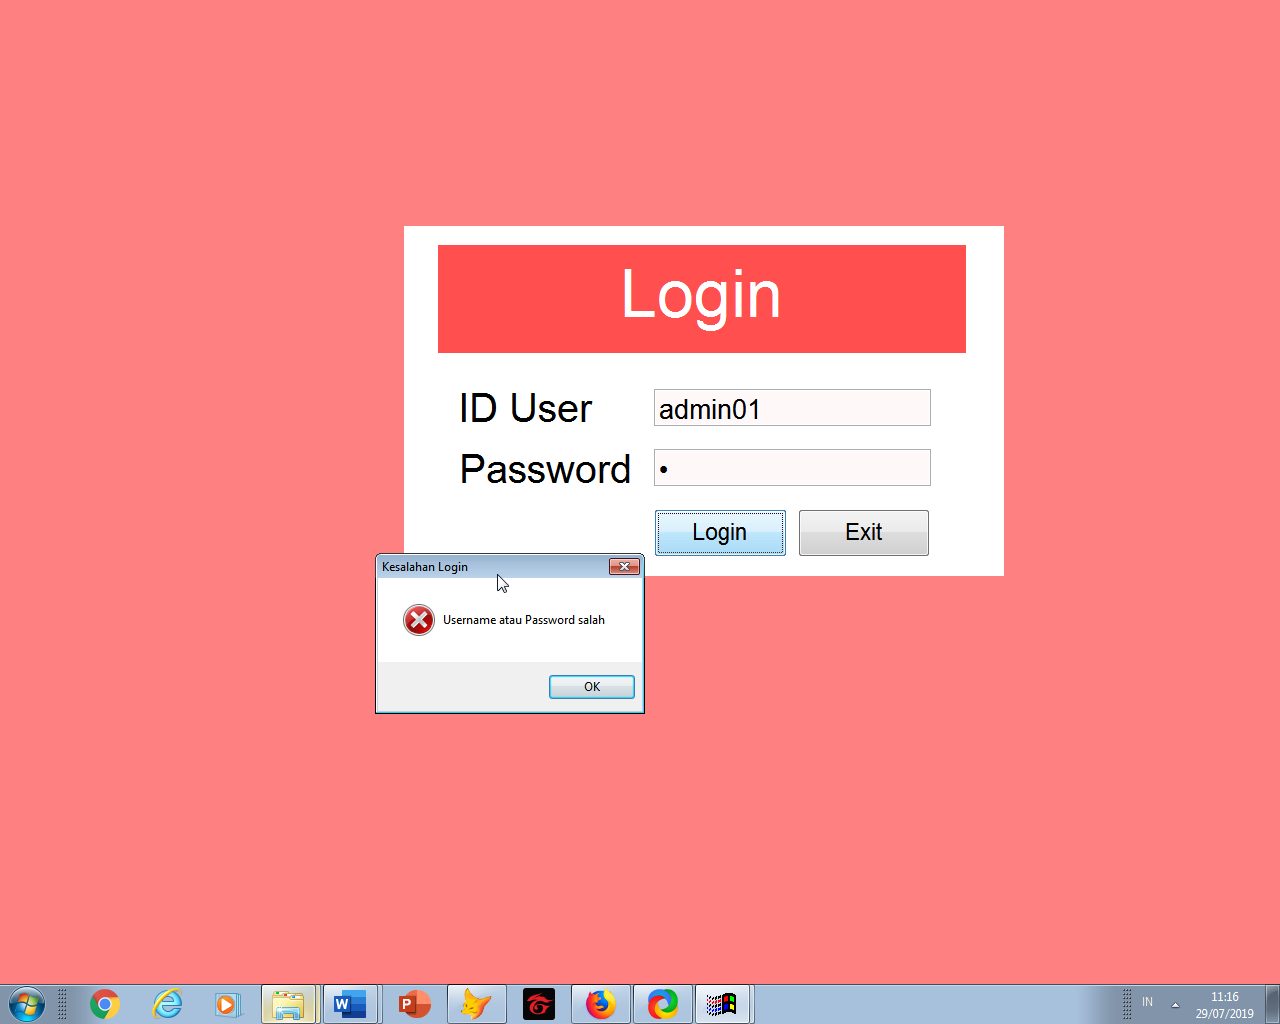 Login
ID User admin01
Password •
Login Exit
Kesalahan Login
Username atau Password salah
OK
IN 11:16
29/07/2019